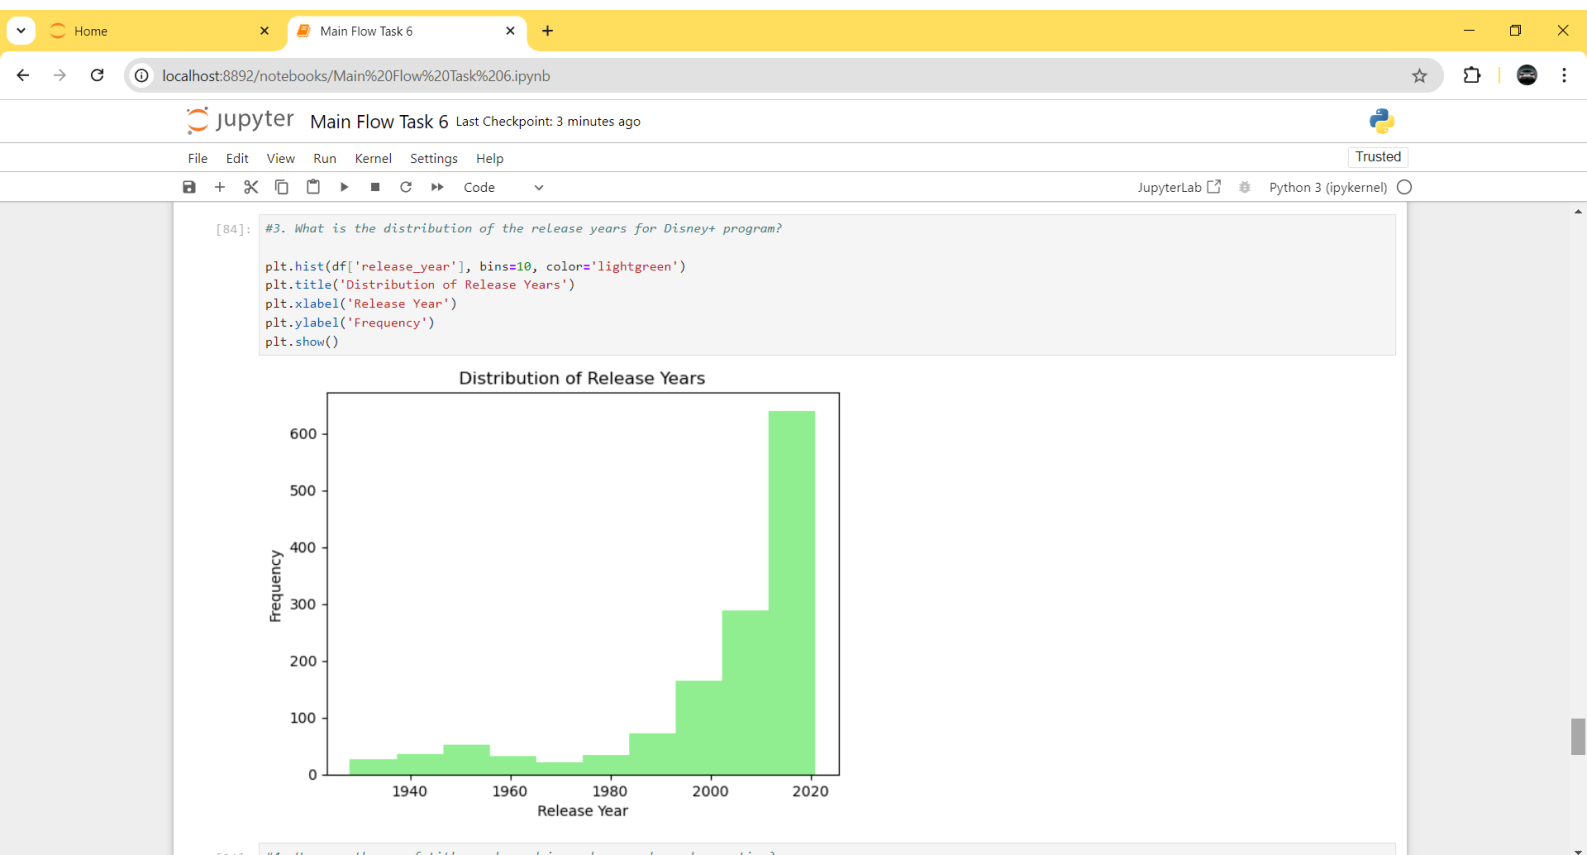 Home
Main Flow Task 6
localhost:8892/notebooks/Main%20Flow%20Task%206.ipynb
jupyter Main Flow Task 6 Last Checkpoint: 3 minutes ago
File Edit View Run Kernel Settings Help
Trusted
Code
JupyterLab
Python 3 (ipykernel)
[84]:
#3. What is the distribution of the release years for Disney+ program?
plt.hist(df['release_year'], bins=10, color='lightgreen')
plt.title('Distribution of Release Years')
plt.xlabel('Release Year')
plt.ylabel('Frequency')
plt.show()
Distribution of Release Years
600
500
400
300
200
100
0
Frequency
1940 1960 1980 2000 2020
Release Year